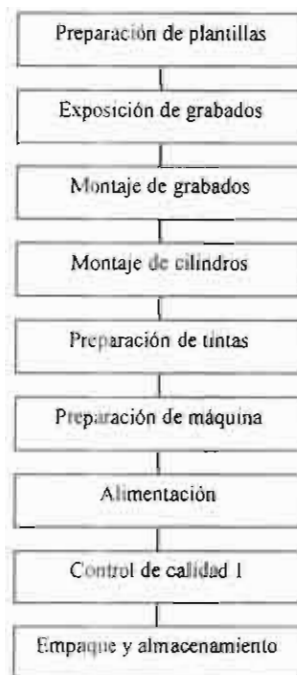 Preparación de plantillas
Exposición de grabados
Montaje de grabados
Montaje de cilindros
Preparación de tintas
Preparación de máquina
Alimentación
Control de calidad 1
Empaque y almacenamiento